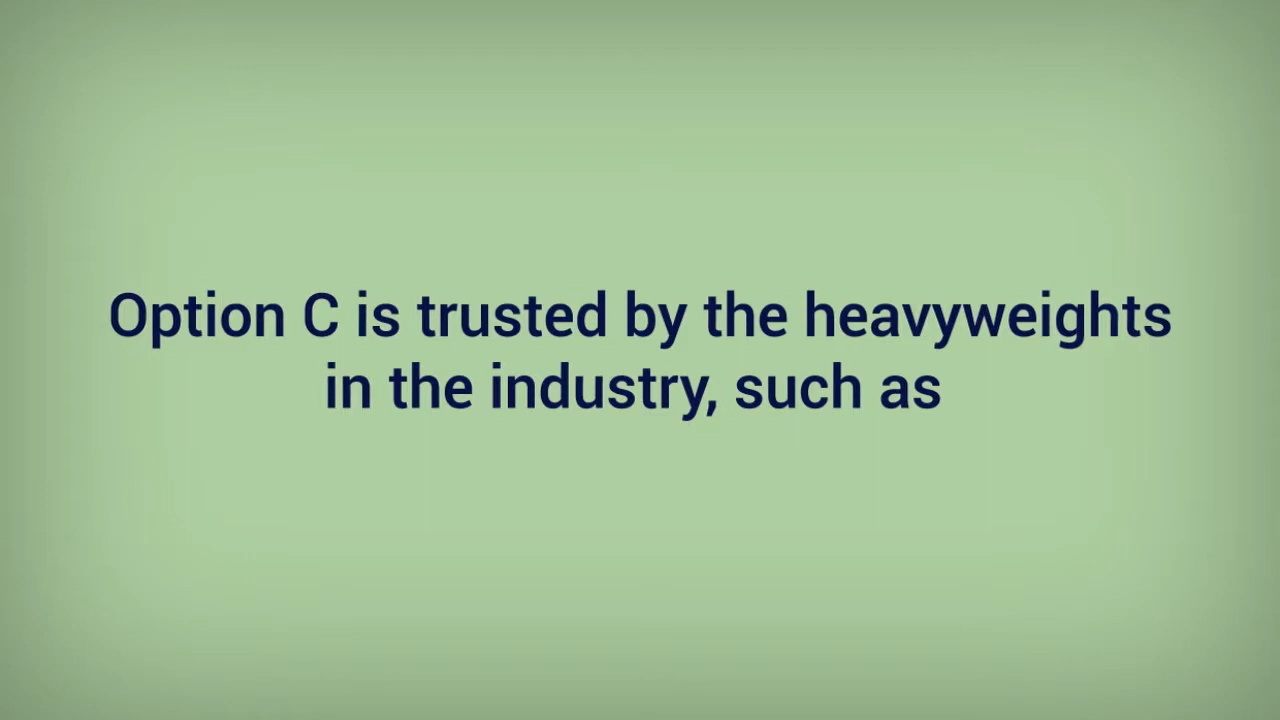 Option C is trusted by the heavyweights
in the industry, such as